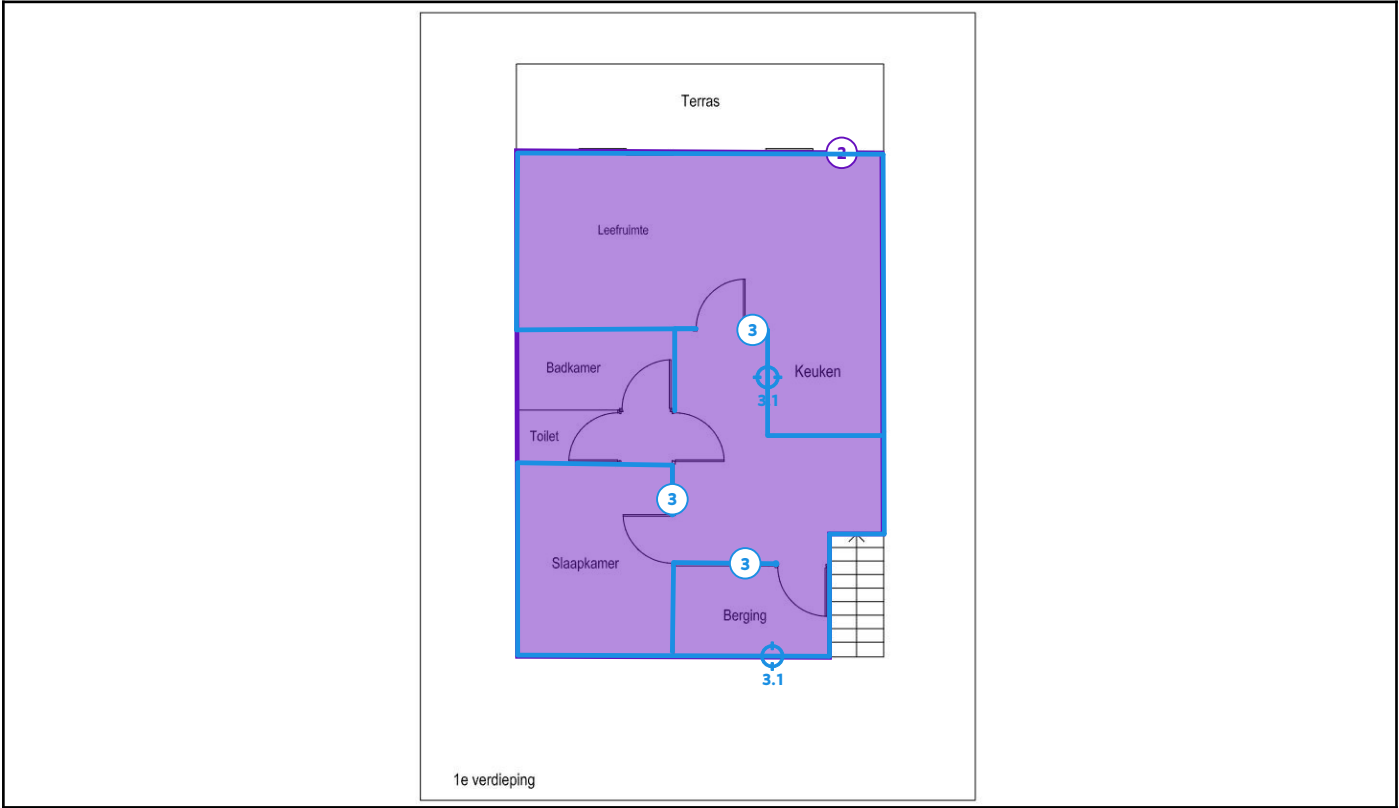 Terras
2
Leefruimte
3
Badkamer
Keuken
3.1
Toilet
3
Slaapkamer
3
Berging
3.1
1e verdieping